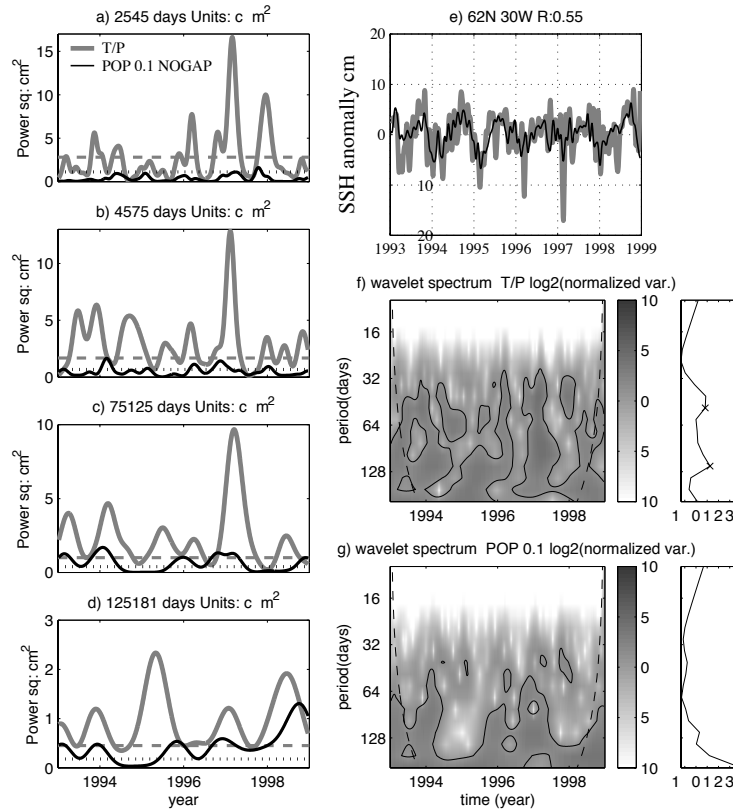 a) 2545 days Units: c m²
T/P
POP 0.1 NOGAP
Power sq; cm²
15
10
5
0
b) 4575 days Units: c m²
Power sq; cm²
10
5
0
c) 75125 days Units: c m²
Power sq; cm²
10
5
0
d) 125181 days Units: c m²
Power sq; cm²
3
2
1
0
1994 1996 1998
year
e) 62N 30W R:0.55
SSH anomally cm
20
10
0
10
20
1993 1994 1995 1996 1997 1998 1999
f) wavelet spectrum T/P log2(normalized var.)
period(days)
16
32
64
128
1994 1996 1998
10
5
0
5
10
1 0 1 2 3
g) wavelet spectrum POP 0.1 log2(normalized var.)
period(days)
16
32
64
128
1994 1996 1998
time (year)
10
5
0
5
10
1 0 1 2 3